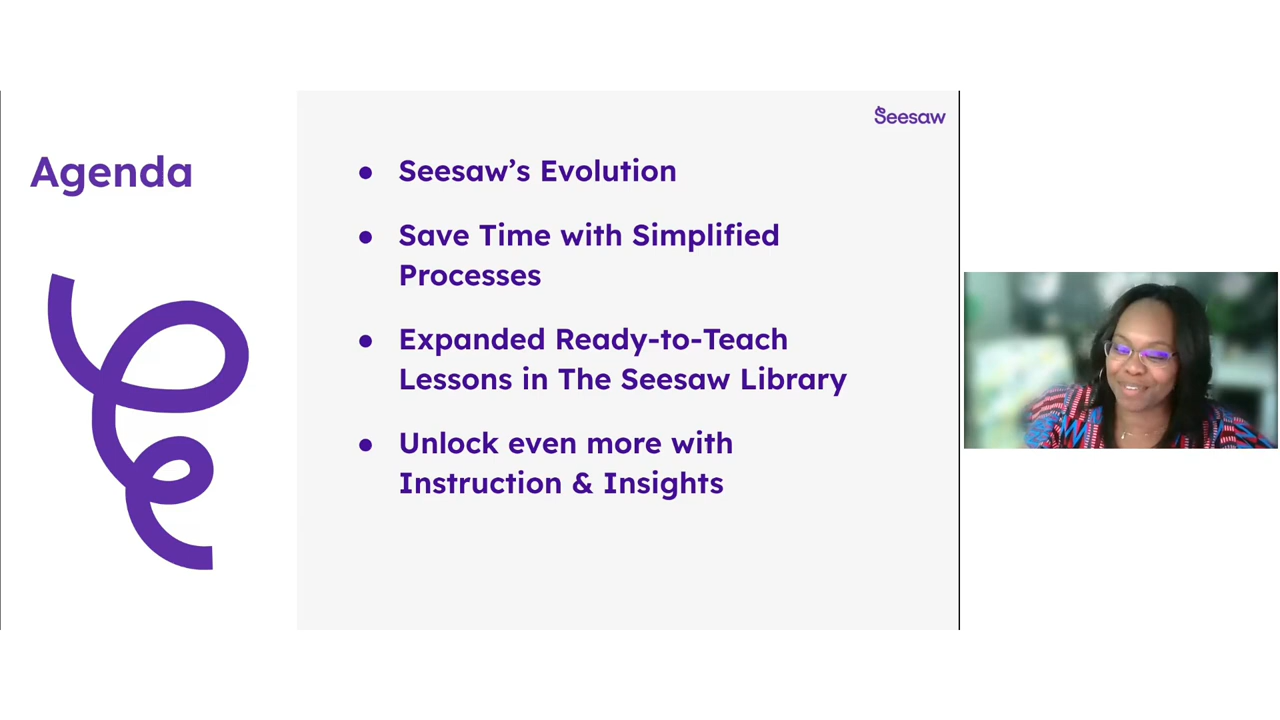 Agenda
Seesaw
• Seesaw’s Evolution
• Save Time with Simplified
Processes
• Expanded Ready-to-Teach
Lessons in The Seesaw Library
• Unlock even more with
Instruction & Insights